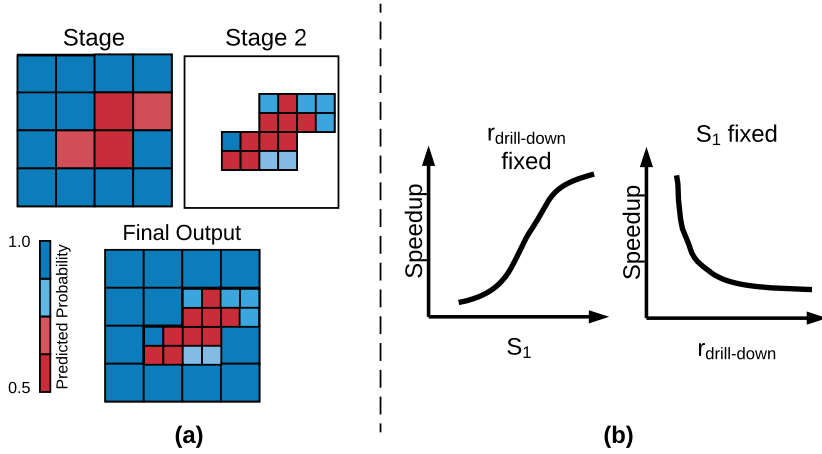 Stage
Stage 2
Final Output
1.0
0.5
Predicted Probability
(a)
r_drill-down
fixed
Speedup
S_1
S_1 fixed
Speedup
r_drill-down
(b)